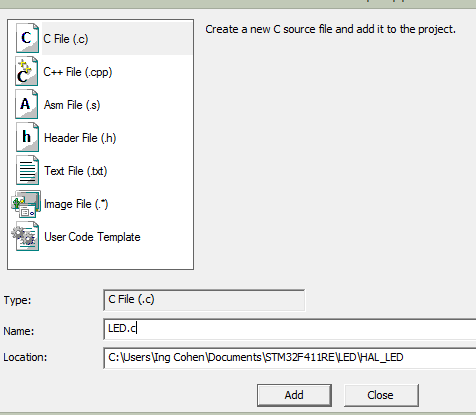 Create a new C source file and add it to the project.
C File (.c)
C++ File (.cpp)
Asm File (.s)
Header File (.h)
Text File (.txt)
Image File (.*)
User Code Template
Type:
C File (.c)
Name:
LED.c
Location:
C:\Users\Ing Cohen\Documents\STM32F411RE\LED\HAL_LED
Add
Close